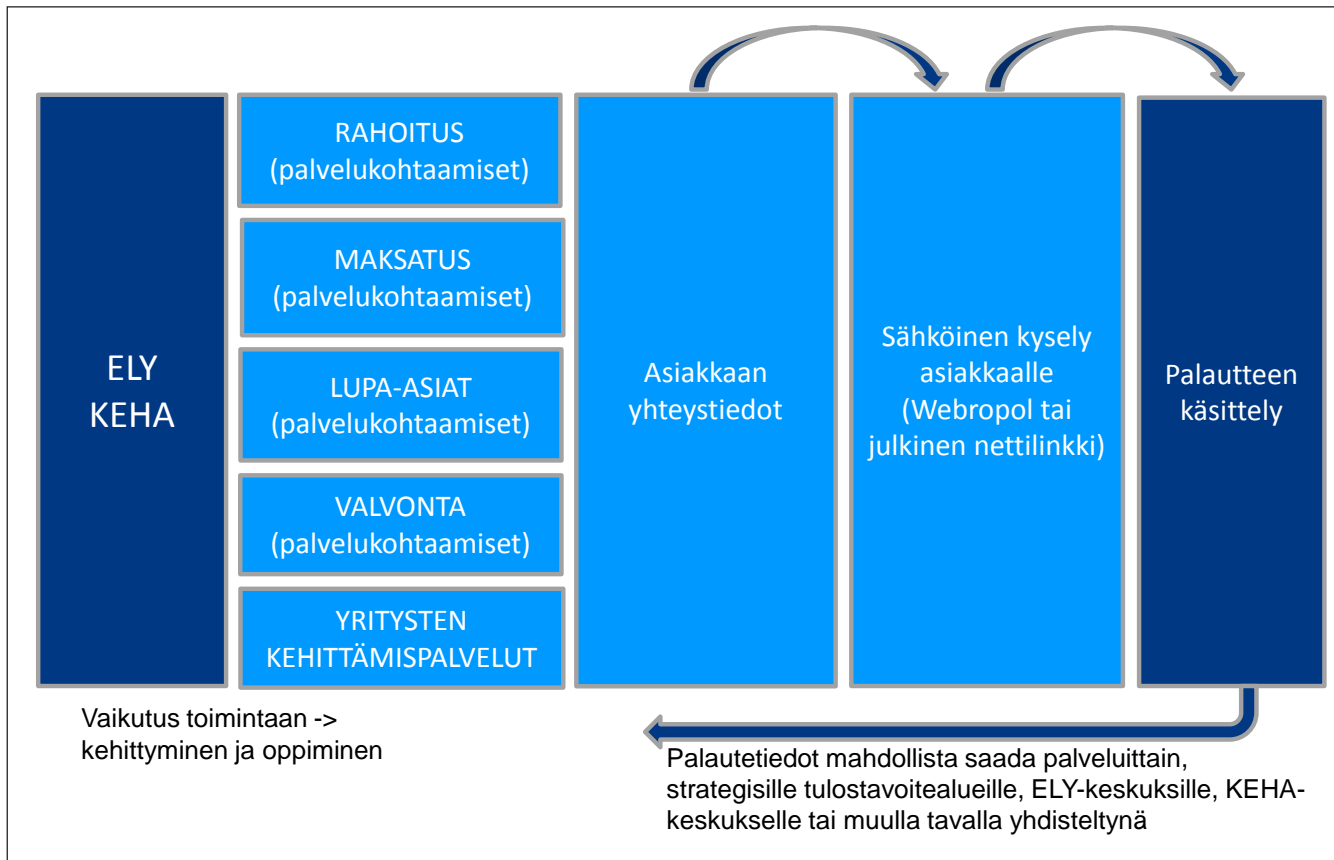 ELY
KEHA
RAHOITUS
(palvelukohtaamiset)
MAKSATUS
(palvelukohtaamiset)
LUPA-ASIAT
(palvelukohtaamiset)
VALVONTA
(palvelukohtaamiset)
YRITYSTEN
KEHITTÄMISPALVELUT
Asiakkaan
yhteystiedot
Sähköinen kysely
asiakkaalle
(Webropol tai
julkinen nettilinkki)
Palautteen
käsittely
Vaikutus toimintaan ->
kehittyminen ja oppiminen
Palautetiedot mahdollista saada palveluittain,
strategisille tulostavoitealueille, ELY-keskuksille, KEHA-
keskukselle tai muulla tavalla yhdisteltynä